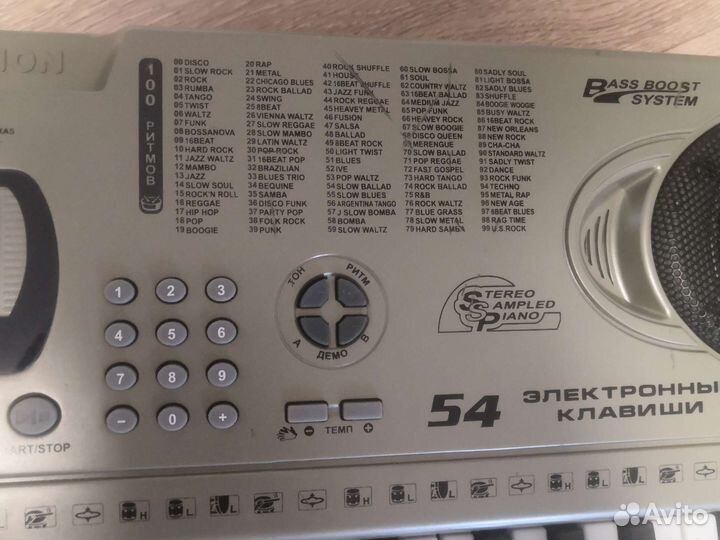 ION
100 РИТМОВ
00 DISCO
01 SLOW ROCK
02 ROCK
03 RUMBA
04 TANGO
05 TWIST
06 WALTZ
07 FUNK
08 BOSSANOVA
09 16BEAT
10 HARD ROCK
11 JAZZ WALTZ
12 MAMBO
13 JAZZ
14 SLOW SOUL
15 ROCK'N ROLL
16 REGGAE
17 HIP HOP
18 POP
19 BOOGIE
20 RAP
21 METAL
22 CHICAGO BLUES
23 ROCK BALLAD
24 SWING
25 8BEAT
26 VIENNA WALTZ
27 SLOW REGGAE
28 SLOW MAMBO
29 LATIN WALTZ
30 POP ROCK
31 16BEAT POP
32 BRAZILIAN
33 BLUES TRIO
34 BEQUINE
35 SAMBA
36 DISCO FUNK
37 PARTY POP
38 FOLK ROCK
39 PUNK
40 ROCK SHUFFLE
41 HOUSE
42 16BEAT SHUFFLE
43 JAZZ FUNK
44 ROCK REGGAE
45 HEAVY METAL
46 FUSION
47 SALSA
48 BALLAD
49 8BEAT ROCK
50 LIGHT TWIST
51 BLUES
52 IVE
53 POP WALTZ
54 SLOW BALLAD
55 SLOW BLUES
56 ARGENTINA TANGO
57 J SLOW BOMBA
58 BOMBA
59 SLOW WALTZ
60 SLOW BOSSA
61 SOUL
62 COUNTRY WALTZ
63 16BEAT BALLAD
64 MEDIUM JAZZ
65 POP FUNK
66 HEAVY ROCK
67 SLOW BOOGIE
68 DISCO QUEEN
69 MERENGUE
70 SLOW BALLAD
71 POP REGGAE
72 FAST GOSPEL
73 HARD TANGO
74 ROCK BALLAD
75 R&B
76 ROCK WALTZ
77 BLUE GRASS
78 SLOW METAL
79 HARD SAMBA
80 SADLY SOUL
81 LIGHT BOSSA
82 SADLY BLUES
83 SHUFFLE
84 BOOGIE WOOGIE
85 BUSY WALTZ
86 16BEAT ROCK
87 NEW ORLEANS
88 NEW ROCK
89 CHA-CHA
90 STANDARD WALTZ
91 SADLY TWIST
92 DANCE
93 ROCK FUNK
94 TECHNO
95 METAL RAP
96 NEW AGE
97 6BEAT BLUES
98 RAG TIME
99 U.S.ROCK
BASS BOOST
SYSTEM
1 2 3
4 5 6
7 8 9
- 0 +
ТОН РИТМ
A ДЕМО B
STEREO
SAMPLED
PIANO
ТЕМП
54 ЭЛЕКТРОННЫ
КЛАВИШИ
ART/STOP
H L L H L L
Avito